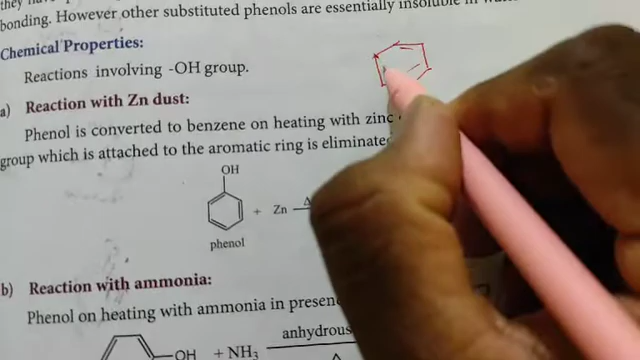 bonding. However other substituted phenols are essentially insoluble in
Chemical Properties:
Reactions involving -OH group.
a) Reaction with Zn dust:
Phenol is converted to benzene on heating with zinc
group which is attached to the aromatic ring is eliminate
OH
+ Zn
Δ
phenol
b) Reaction with ammonia:
Phenol on heating with ammonia in presen
anhydrous
OH + NH3
Δ